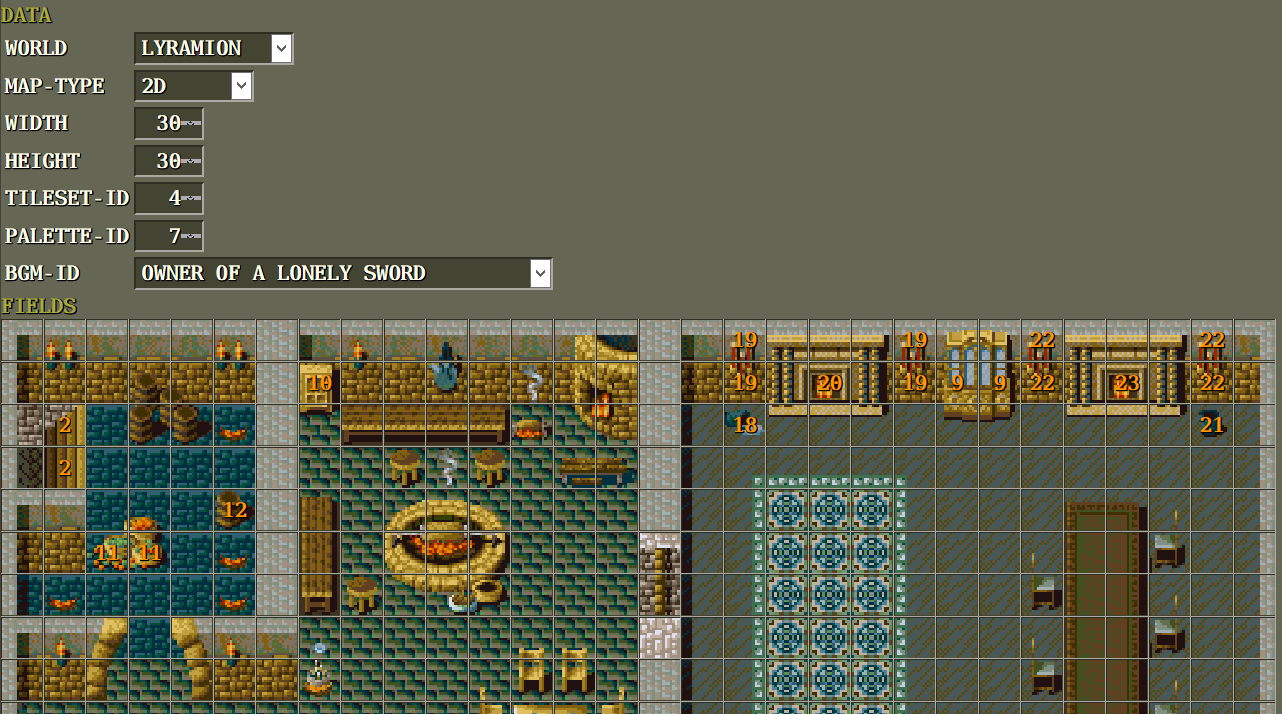 DATA
WORLD LYRAMION
MAP-TYPE 2D
WIDTH 30
HEIGHT 30
TILESET-ID 4
PALETTE-ID 7
BGM-ID OWNER OF A LONELY SWORD
FIELDS
19 19 22 22
10 19 20 19 9 9 22 23 22
2 18 21
2
12
11 11